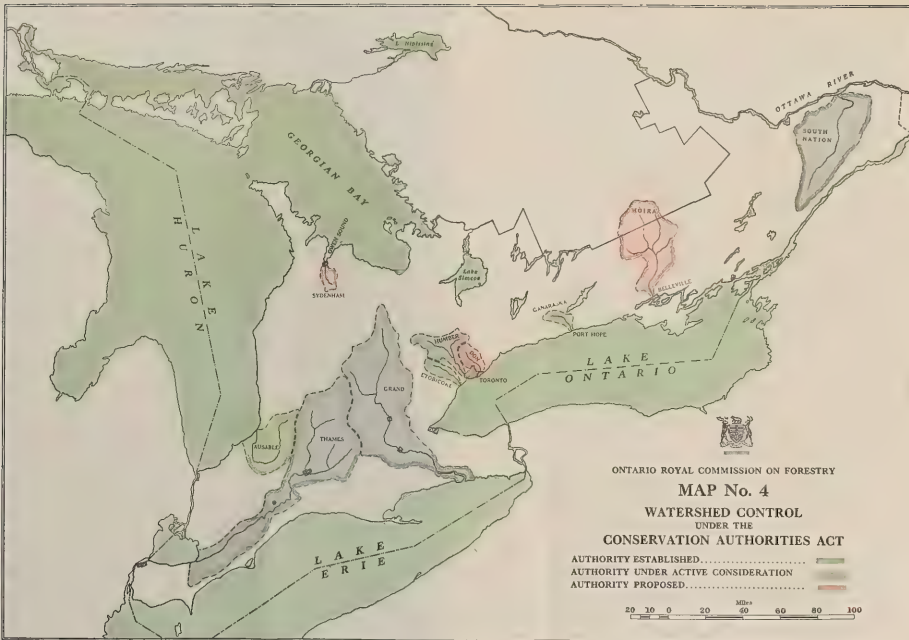 L. Nipissing
OTTAWA RIVER
SOUTH
NATION
GEORGIAN BAY
LAKE
HURON
OWEN SOUND
SYDENHAM
Lake
Simcoe
MOIRA
BELLEVILLE
GANARASKA
PORT HOPE
HUMBER
DON
ETOBICOKE
TORONTO
LAKE
ONTARIO
GRAND
THAMES
AUSABLE
LAKE
ERIE
ONTARIO ROYAL COMMISSION ON FORESTRY
MAP No. 4
WATERSHED CONTROL
UNDER THE
CONSERVATION AUTHORITIES ACT
AUTHORITY ESTABLISHED
AUTHORITY UNDER ACTIVE CONSIDERATION
AUTHORITY PROPOSED
Miles
20 10 0 20 40 60 80 100